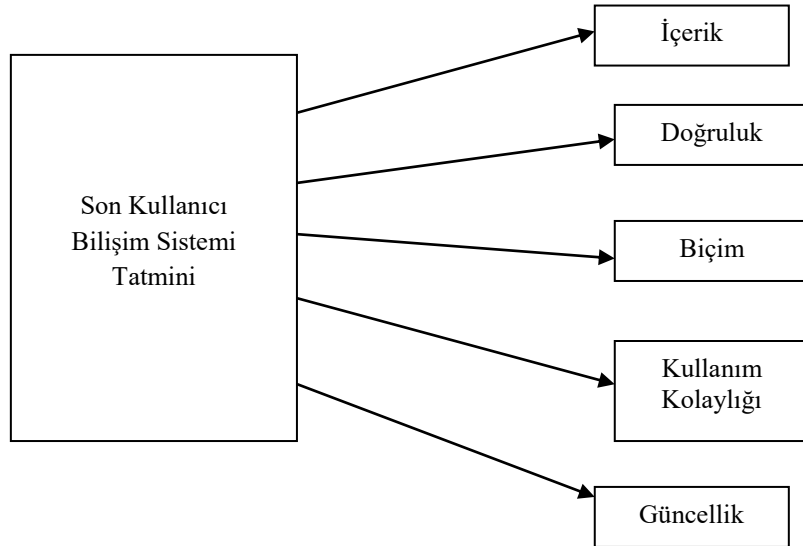 Son Kullanıcı
Bilişim Sistemi
Tatmini
İçerik
Doğruluk
Biçim
Kullanım
Kolaylığı
Güncellik